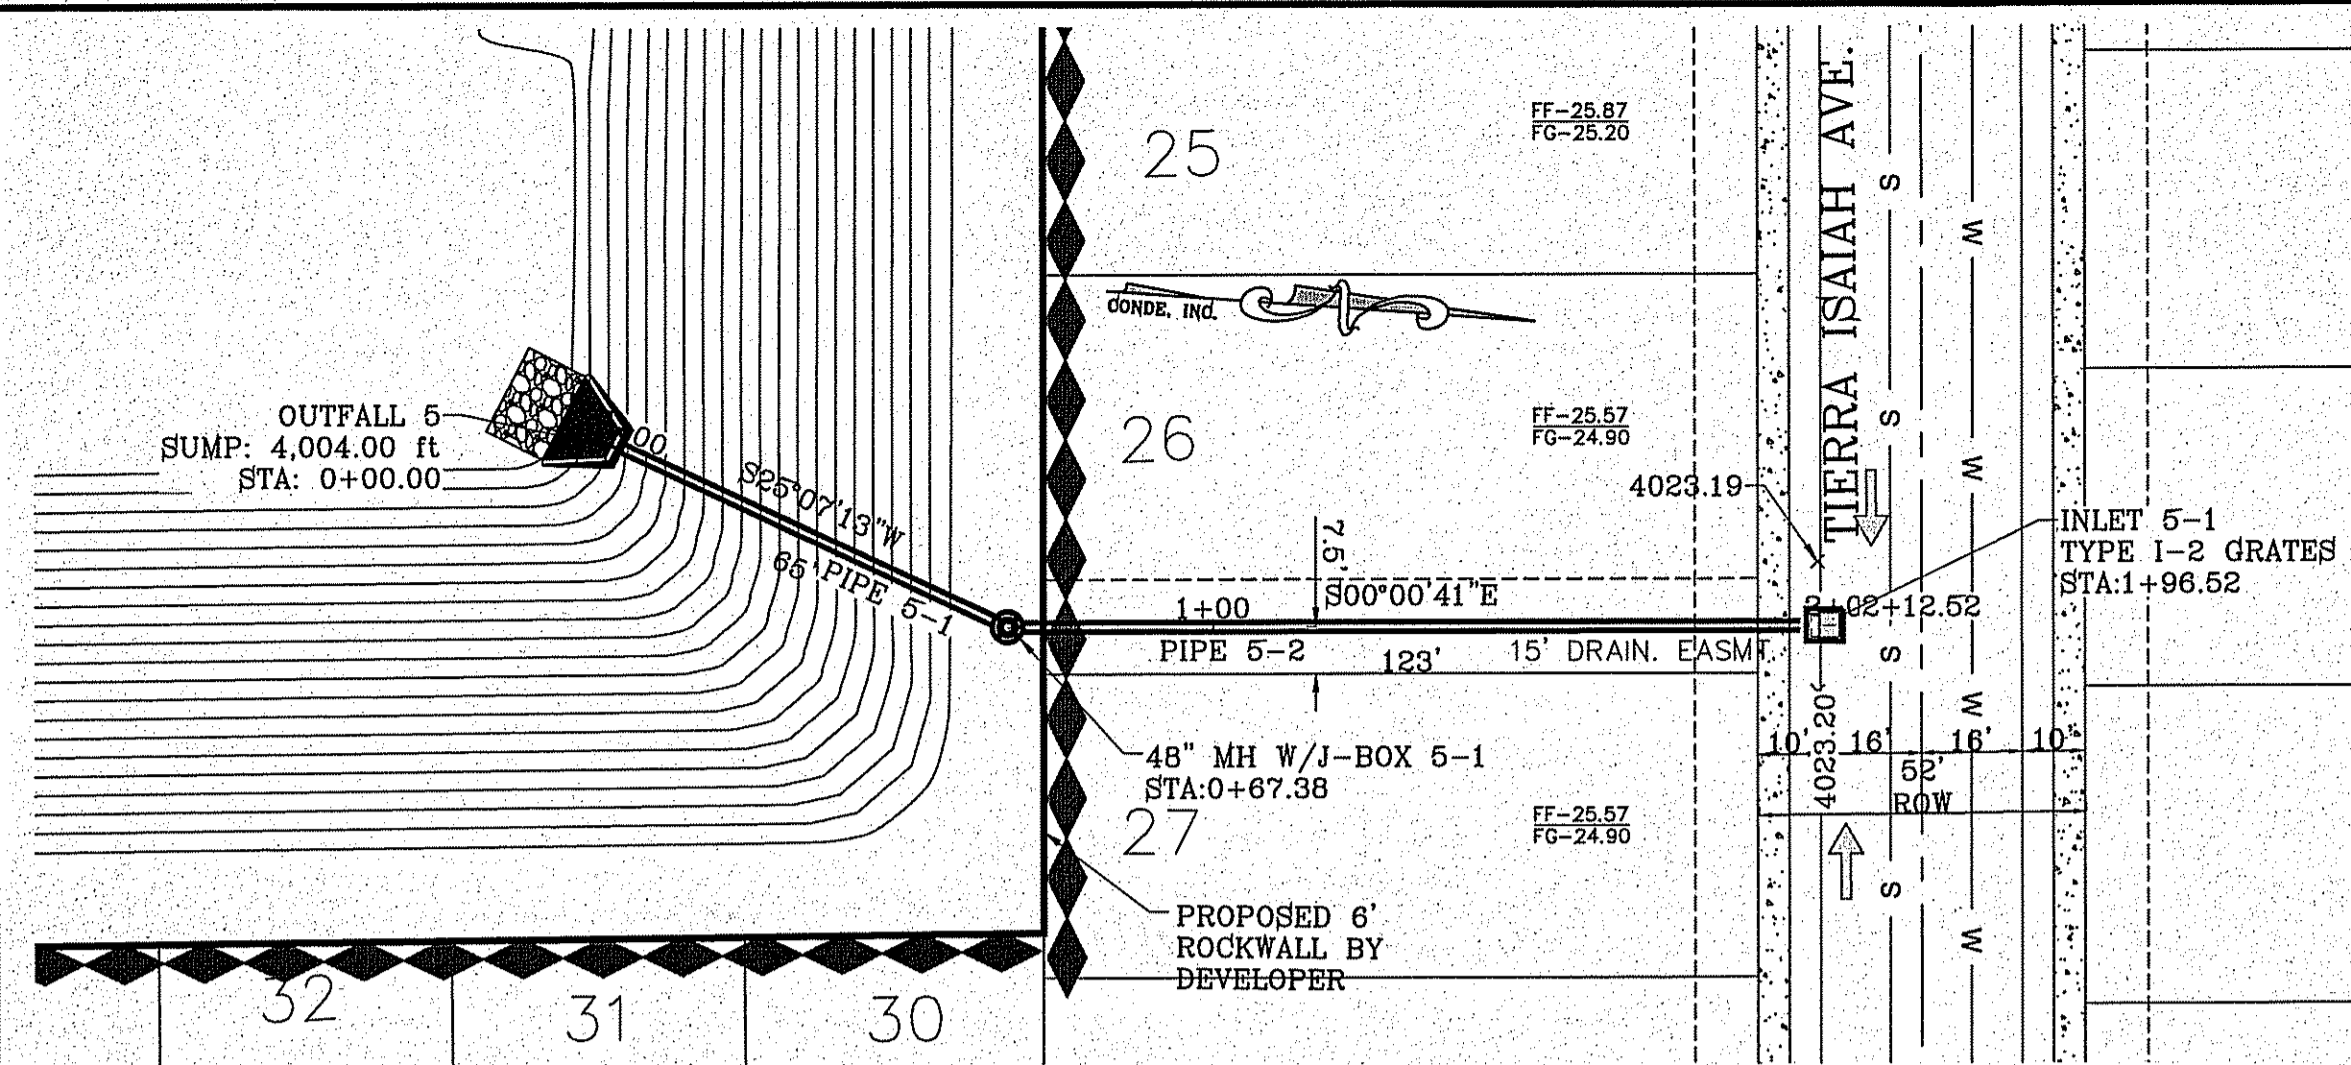 25
FF-25.87
FG-25.20
TIERRA ISAIAH AVE.
S
W
CONDE, INC.
OUTFALL 5
SUMP: 4,004.00 ft
STA: 0+00.00
00
S25°07'13"W
65' PIPE 5-1
26
FF-25.57
FG-24.90
4023.19
S
W
INLET 5-1
TYPE I-2 GRATES
STA:1+96.52
7.5'
S00°00'41"E
1+00
2+02+12.52
PIPE 5-2
123'
15' DRAIN. EASMT.
S
W
48" MH W/J-BOX 5-1
STA:0+67.38
4023.20
10'
16'
16'
10'
52'
ROW
27
FF-25.57
FG-24.90
S
W
PROPOSED 6'
ROCKWALL BY
DEVELOPER
32
31
30